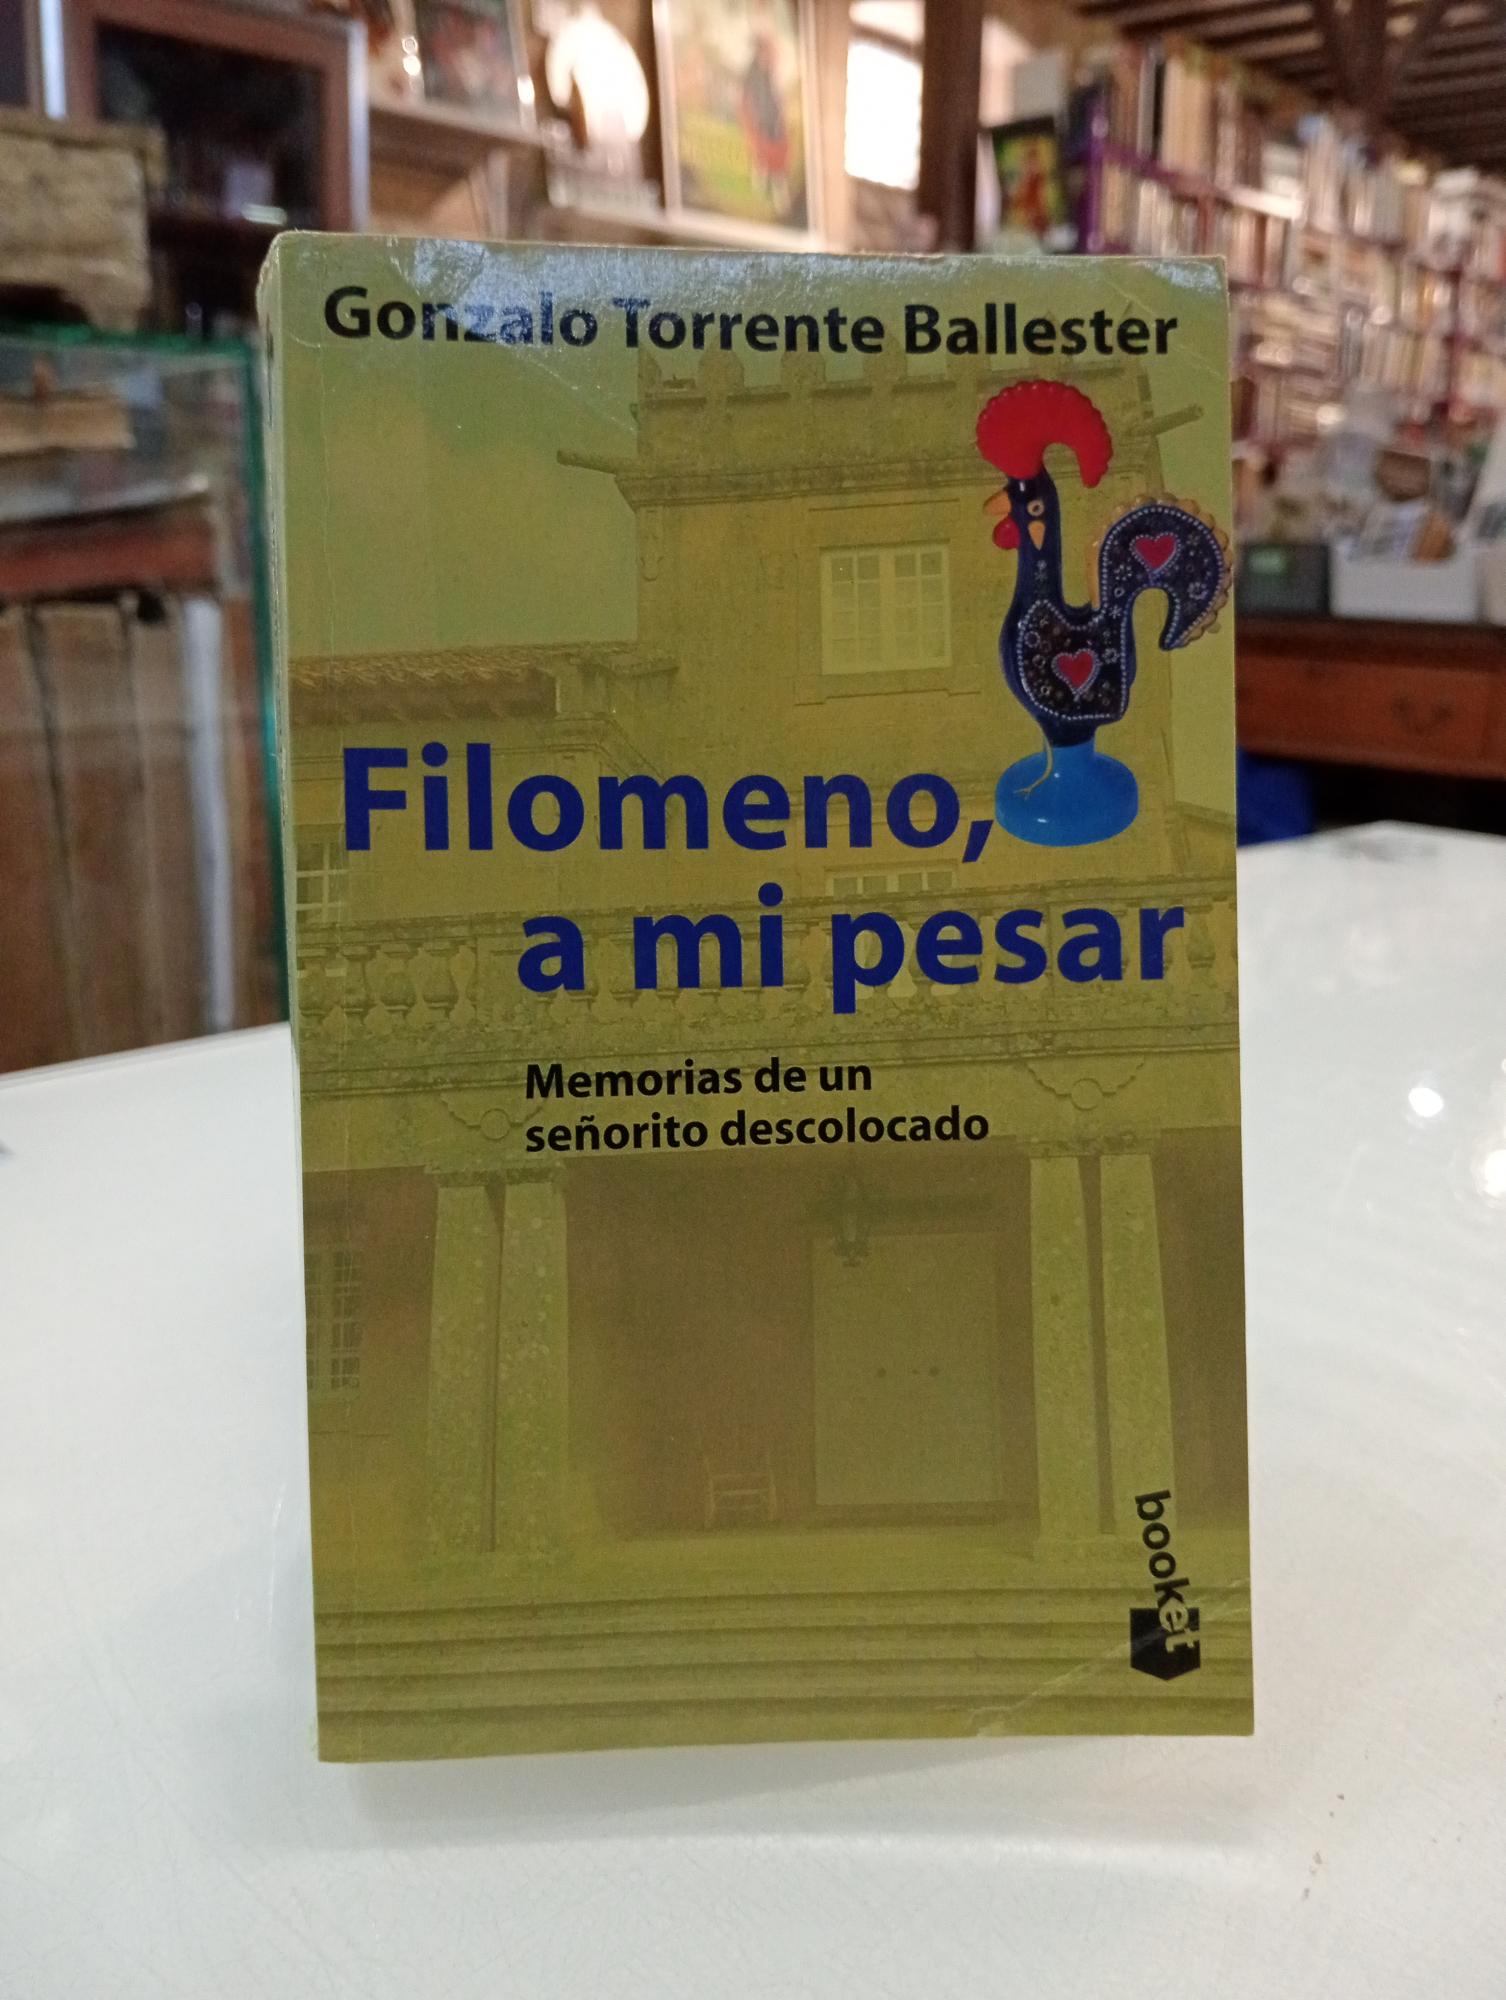 Gonzalo Torrente Ballester
Filomeno,
a mi pesar
Memorias de un
señorito descolocado
booket